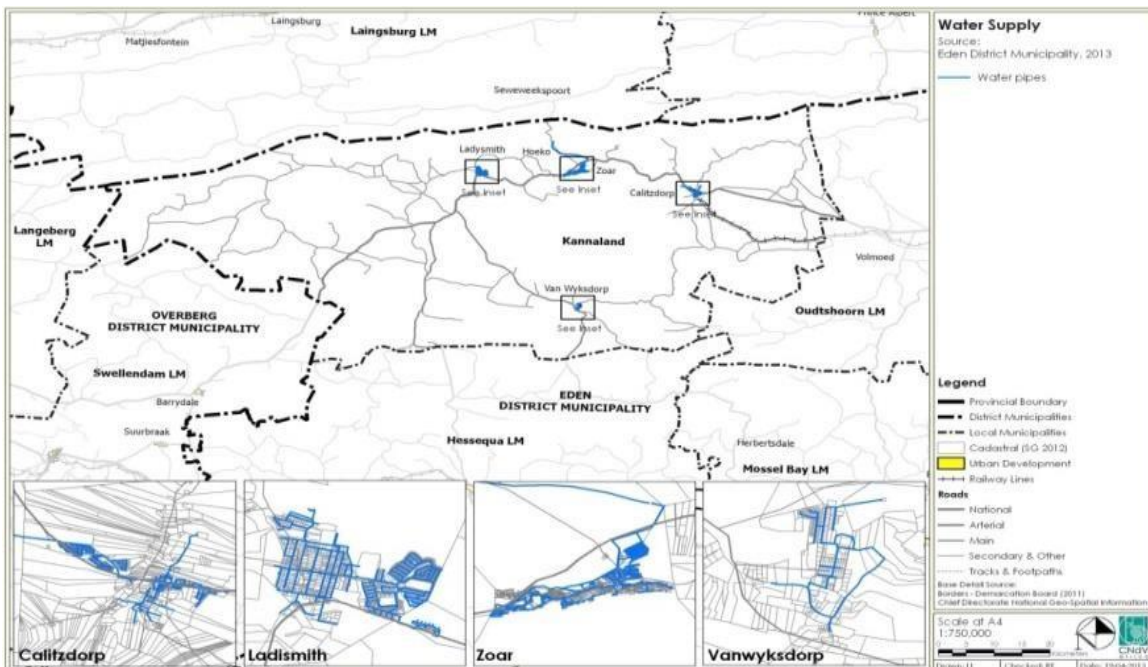 Laingsburg
Matjiesfontein
Laingsburg LM
Prince Albert
Seweweekspoort
Ladysmith
Hoeko
Zoar
See Inset
See Inset
Calitzdorp
See Inset
Langeberg
LM
Kannaland
Volmoed
Van Wyksdorp
See Inset
OVERBERG
DISTRICT MUNICIPALITY
Oudtshoorn LM
Swellendam LM
EDEN
DISTRICT MUNICIPALITY
Barrydale
Suurbraak
Hessequa LM
Herbertsdale
Mossel Bay LM
Calitzdorp
Ladismith
Zoar
Vanwyksdorp
Water Supply
Source:
Eden District Municipality, 2013
Water pipes
Legend
Provincial Boundary
District Municipalities
Local Municipalities
Cadastral (SG 2012)
Urban Development
Railway Lines
Roads
National
Arterial
Main
Secondary & Other
Tracks & Footpaths
Base Detail Source:
Borders - Demarcation Board (2011)
Chief Directorate National Geo-Spatial Information
Scale at A4
1:750,000